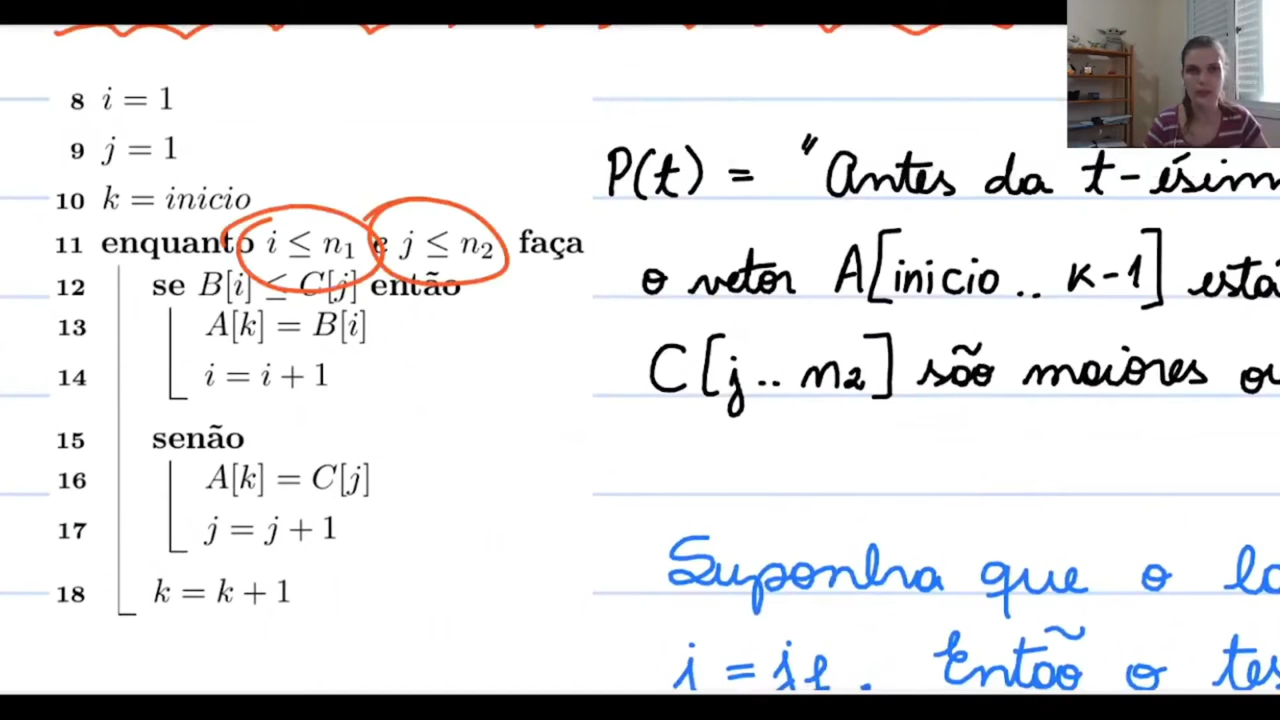 8 i = 1
9 j = 1
10 k = inicio
11 enquanto i ≤ n₁ e j ≤ n₂ faça
12 se B[i] ≤ C[j] então
13 A[k] = B[i]
14 i = i + 1
15 senão
16 A[k] = C[j]
17 j = j + 1
18 k = k + 1
P(t) = "Antes da t-ésim
o vetor A[inicio .. k-1] está
C[j .. n2] são maiores ou
Suponha que o la
i = . Então o tes